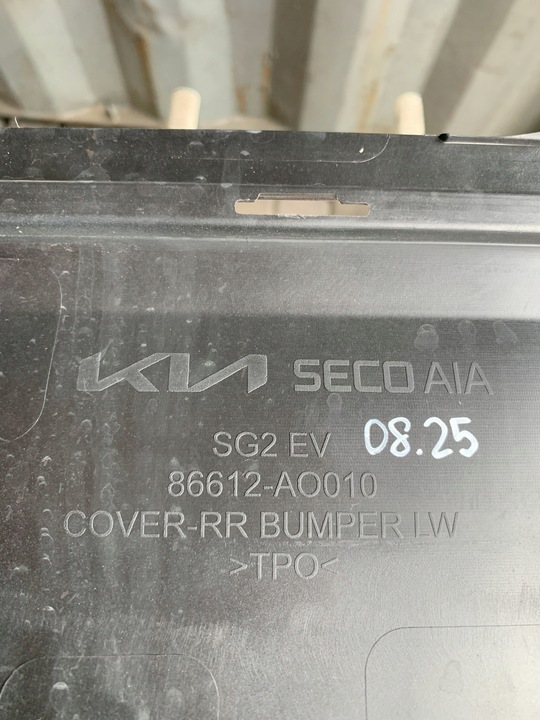 KIA SECO AIA
SG2 EV 08.25
86612-AO010
COVER-RR BUMPER LW
>TPO<